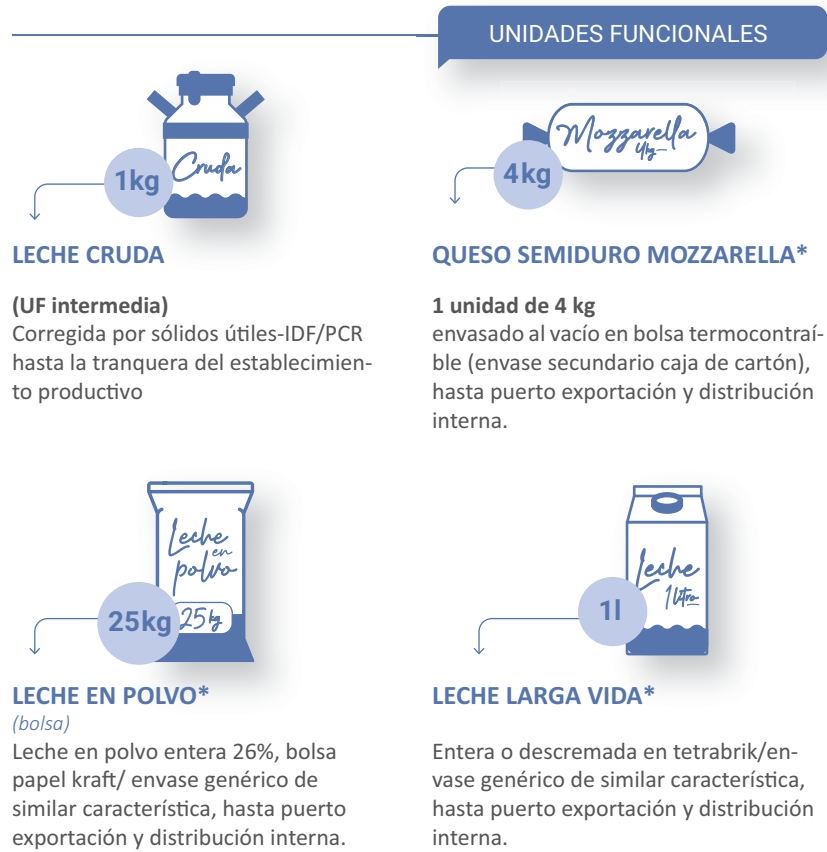 UNIDADES FUNCIONALES
Cruda
1kg
LECHE CRUDA
(UF intermedia)
Corregida por sólidos útiles-IDF/PCR
hasta la tranquera del establecimien-
to productivo
Mozzarella
4kg
4kg
QUESO SEMIDURO MOZZARELLA*
1 unidad de 4 kg
envasado al vacío en bolsa termocontraí-
ble (envase secundario caja de cartón),
hasta puerto exportación y distribución
interna.
Leche
en
polvo
25kg
25kg
LECHE EN POLVO*
(bolsa)
Leche en polvo entera 26%, bolsa
papel kraft/ envase genérico de
similar característica, hasta puerto
exportación y distribución interna.
Leche
1 litro
1l
LECHE LARGA VIDA*
Entera o descremada en tetrabrik/en-
vase genérico de similar característica,
hasta puerto exportación y distribución
interna.